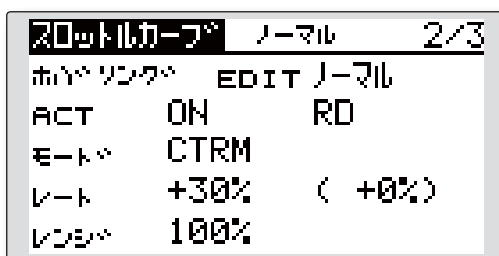 スロットルカーブ ノーマル 2/3
ホバリング EDIT ノーマル
ACT ON RD
モード CTRM
レート +30% ( +0%)
レンジ 100%